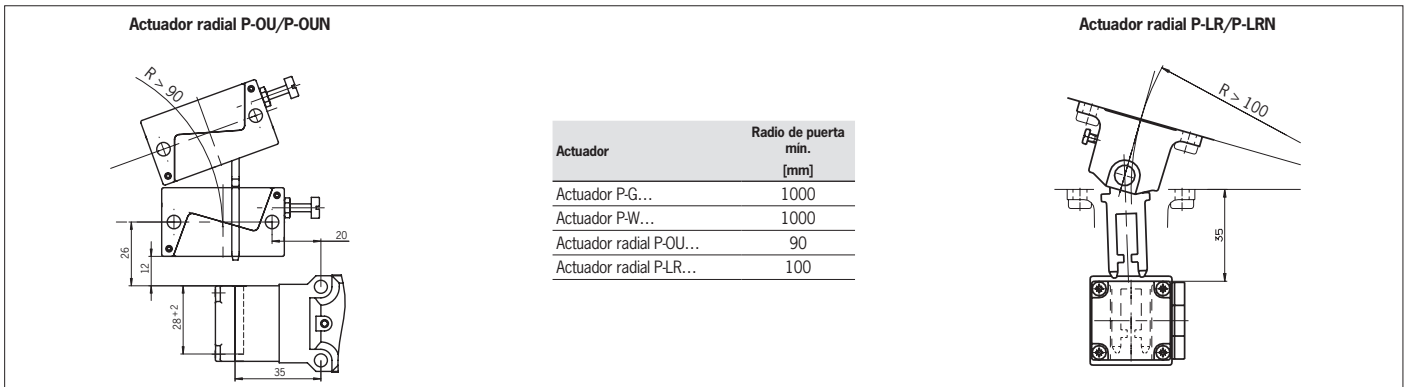 Actuador radial P-OU/P-OUN
R > 90
20
26
12
28+2
35
Actuador
Radio de puerta
mín.
[mm]
Actuador P-G… 1000
Actuador P-W… 1000
Actuador radial P-OU… 90
Actuador radial P-LR… 100
Actuador radial P-LR/P-LRN
R > 100
35